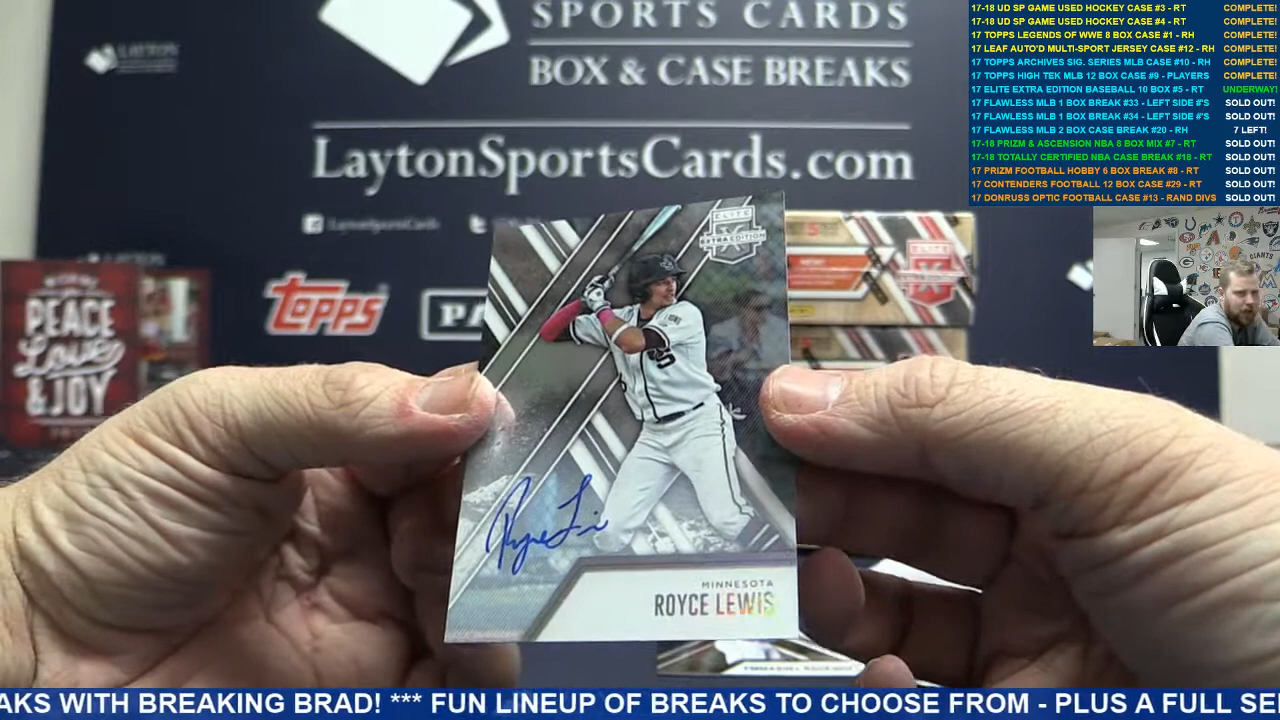 SPORTS CARDS
BOX & CASE BREAKS
LaytonSportsCards.com
LaytonSportsCards
LAYTON
TOPPS
PA
PEACE
Love
& JOY
ELITE
EXTRA EDITION
ELITE
Royce Lewis
MINNESOTA
ROYCE LEWIS
GIANTS
17-18 UD SP GAME USED HOCKEY CASE #3 - RT COMPLETE!
17-18 UD SP GAME USED HOCKEY CASE #4 - RT COMPLETE!
17 TOPPS LEGENDS OF WWE 8 BOX CASE #1 - RH COMPLETE!
17 LEAF AUTO'D MULTI-SPORT JERSEY CASE #12 - RH COMPLETE!
17 TOPPS ARCHIVES SIG. SERIES MLB CASE #10 - RH COMPLETE!
17 TOPPS HIGH TEK MLB 12 BOX CASE #9 - PLAYERS COMPLETE!
17 ELITE EXTRA EDITION BASEBALL 10 BOX #5 - RT UNDERWAY!
17 FLAWLESS MLB 1 BOX BREAK #33 - LEFT SIDE #'S SOLD OUT!
17 FLAWLESS MLB 1 BOX BREAK #34 - LEFT SIDE #'S SOLD OUT!
17 FLAWLESS MLB 2 BOX CASE BREAK #20 - RH 7 LEFT!
17-18 PRIZM & ASCENSION NBA 8 BOX MIX #7 - RT SOLD OUT!
17-18 TOTALLY CERTIFIED NBA CASE BREAK #16 - RT SOLD OUT!
17 PRIZM FOOTBALL HOBBY 6 BOX BREAK #8 - RT SOLD OUT!
17 CONTENDERS FOOTBALL 12 BOX CASE #29 - RT SOLD OUT!
17 DONRUSS OPTIC FOOTBALL CASE #13 - RAND DIVS SOLD OUT!
AKS WITH BREAKING BRAD! *** FUN LINEUP OF BREAKS TO CHOOSE FROM - PLUS A FULL SE